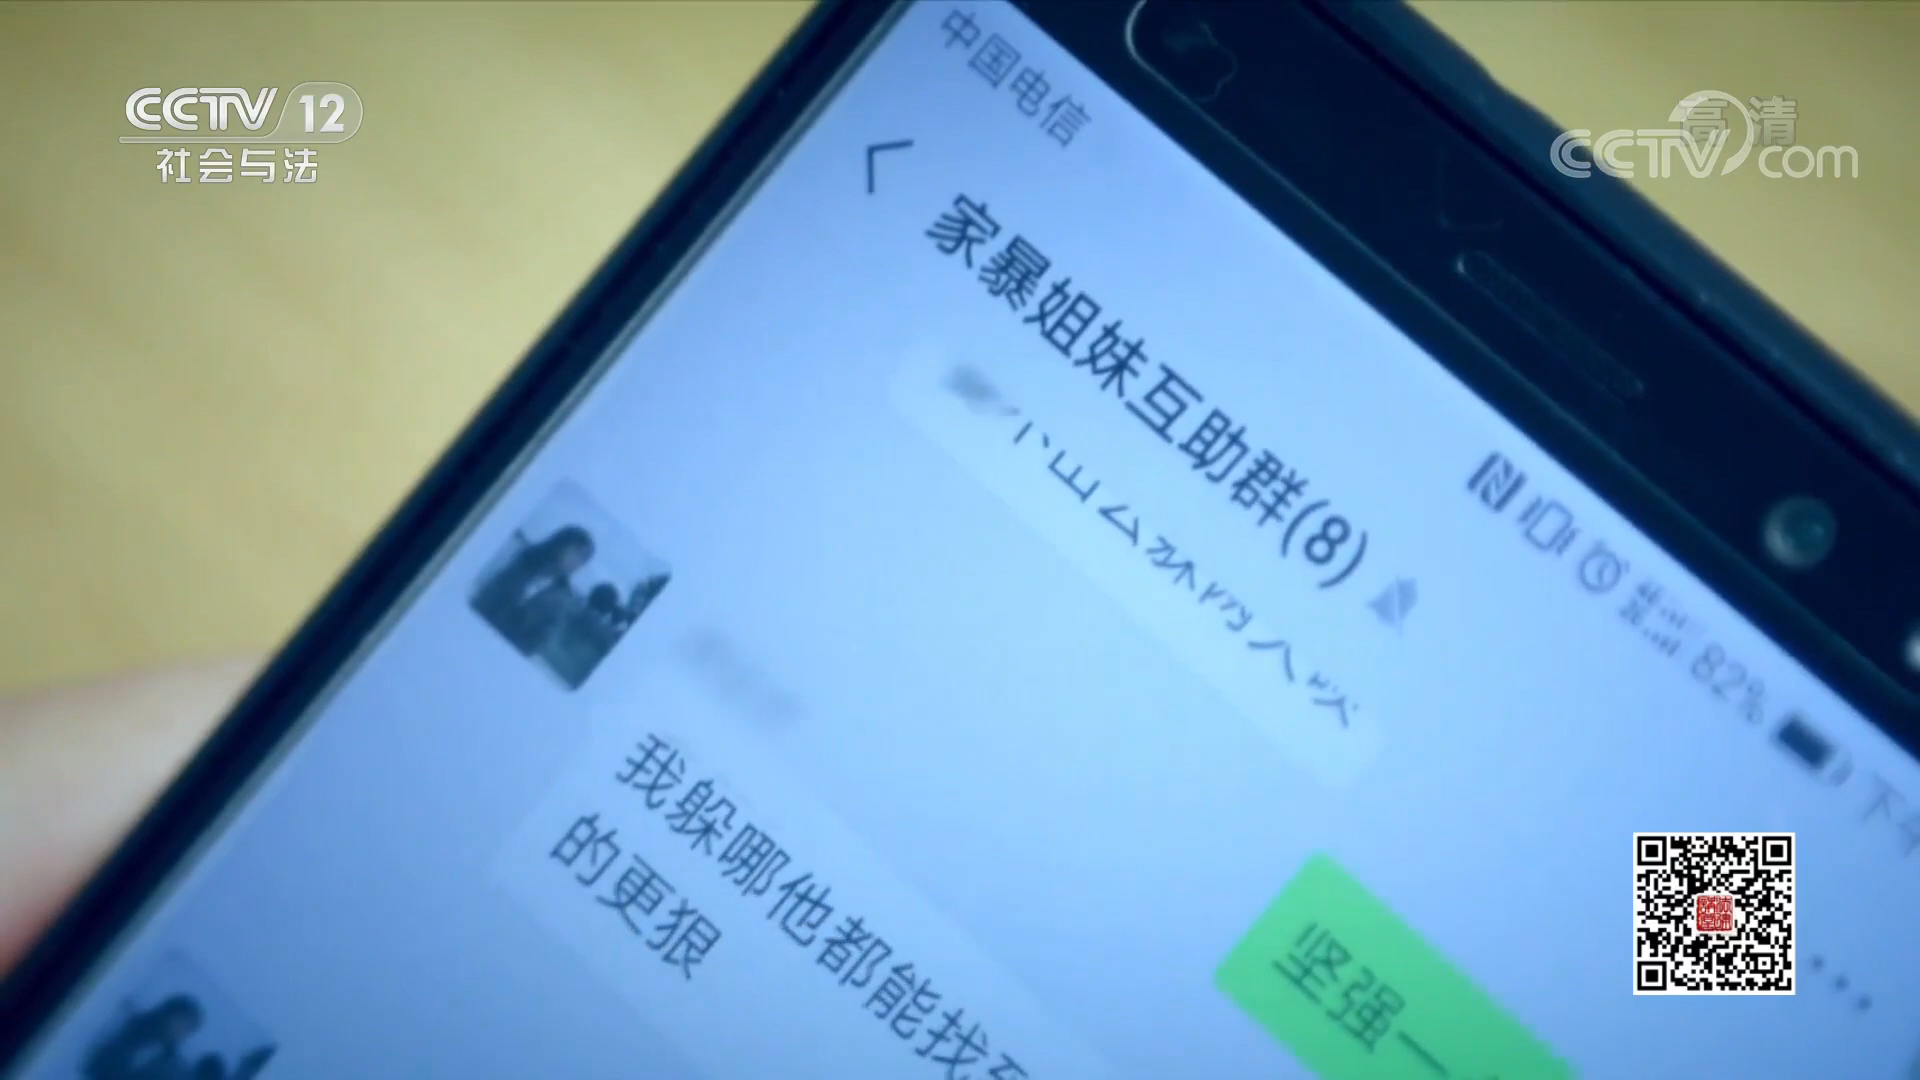 CCTV 12
社会与法
高清
CCTV com
中国电信
82%
家暴姐妹互助群(8)
我躲哪他都能找
的更狠
坚强一